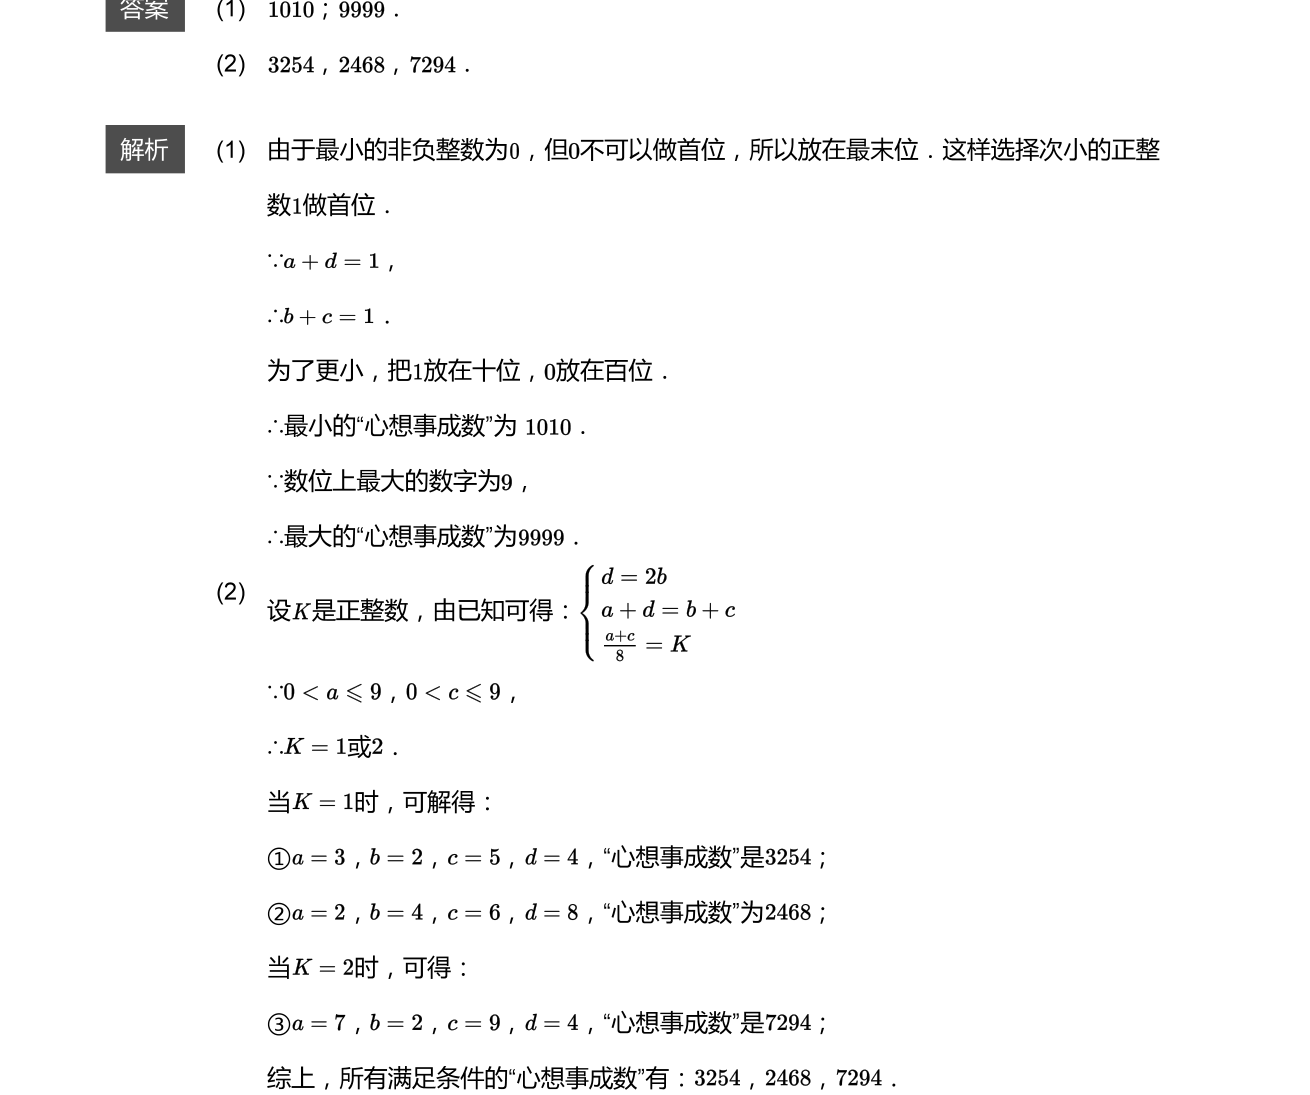 答案 (1) 1010；9999．
(2) 3254，2468，7294．
解析 (1) 由于最小的非负整数为0，但0不可以做首位，所以放在最末位．这样选择次小的正整
数1做首位．
∵a + d = 1，
∴b + c = 1．
为了更小，把1放在十位，0放在百位．
∴最小的“心想事成数”为 1010．
∵数位上最大的数字为9，
∴最大的“心想事成数”为9999．
(2) 设K是正整数，由已知可得：{ d = 2b
a + d = b + c
(a+c)/8 = K
∵0 < a ⩽ 9，0 < c ⩽ 9，
∴K = 1或2．
当K = 1时，可解得：
①a = 3，b = 2，c = 5，d = 4，“心想事成数”是3254；
②a = 2，b = 4，c = 6，d = 8，“心想事成数”为2468；
当K = 2时，可得：
③a = 7，b = 2，c = 9，d = 4，“心想事成数”是7294；
综上，所有满足条件的“心想事成数”有：3254，2468，7294．